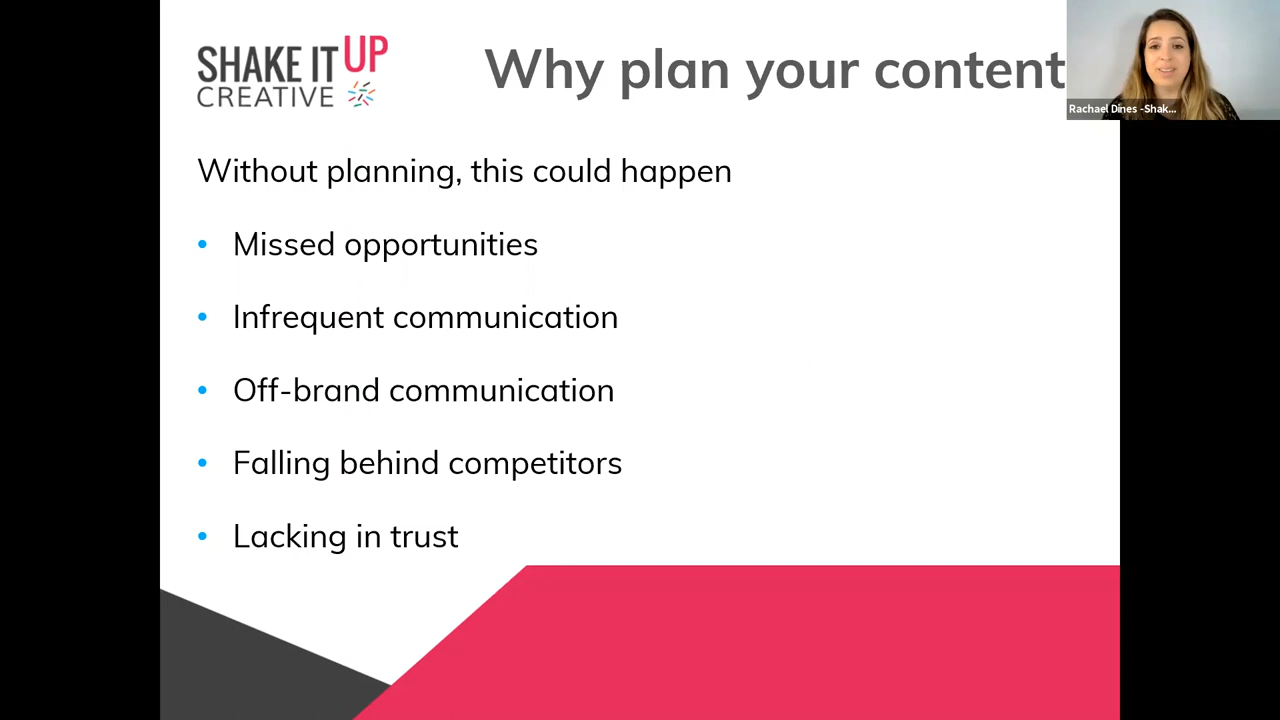 SHAKE IT UP
CREATIVE
Why plan your content
Rachael Dines -Shak...
Without planning, this could happen
• Missed opportunities
• Infrequent communication
• Off-brand communication
• Falling behind competitors
• Lacking in trust